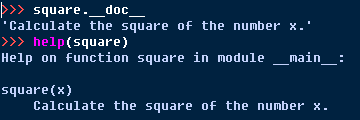 >>> square.__doc__
'Calculate the square of the number x.'
>>> help(square)
Help on function square in module __main__:

square(x)
    Calculate the square of the number x.